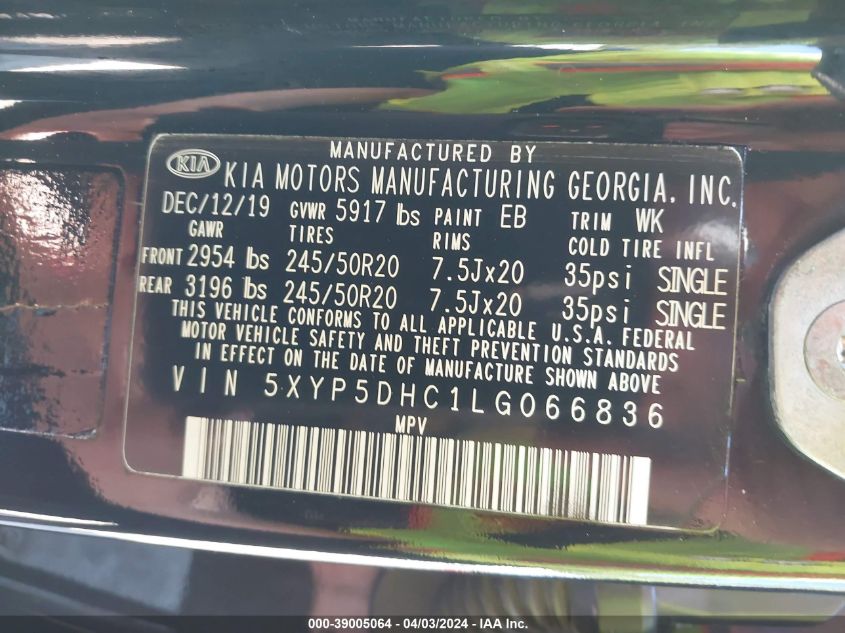 MANUFACTURED BY
KIA KIA MOTORS MANUFACTURING GEORGIA, INC.
DEC/12/19 GVWR 5917 lbs PAINT EB TRIM WK
GAWR TIRES RIMS COLD TIRE INFL
FRONT 2954 lbs 245/50R20 7.5Jx20 35psi SINGLE
REAR 3196 lbs 245/50R20 7.5Jx20 35psi SINGLE
THIS VEHICLE CONFORMS TO ALL APPLICABLE U.S.A. FEDERAL
MOTOR VEHICLE SAFETY AND THEFT PREVENTION STANDARDS
IN EFFECT ON THE DATE OF MANUFACTURE SHOWN ABOVE
VIN 5XYP5DHC1LG066836
MPV
000-39005064 - 04/03/2024 - IAA Inc.